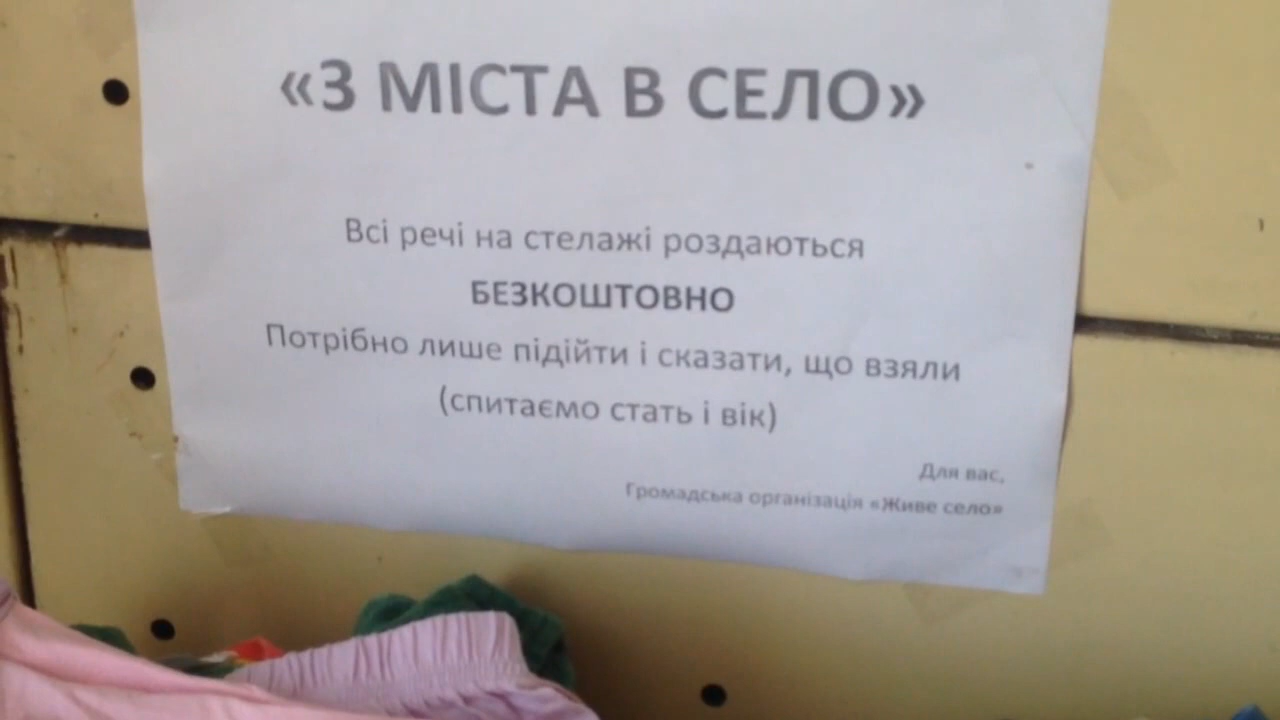 «З МІСТА В СЕЛО»
Всі речі на стелажі роздаються
БЕЗКОШТОВНО
Потрібно лише підійти і сказати, що взяли
(спитаємо стать і вік)
Для вас,
Громадська організація «Живе село»